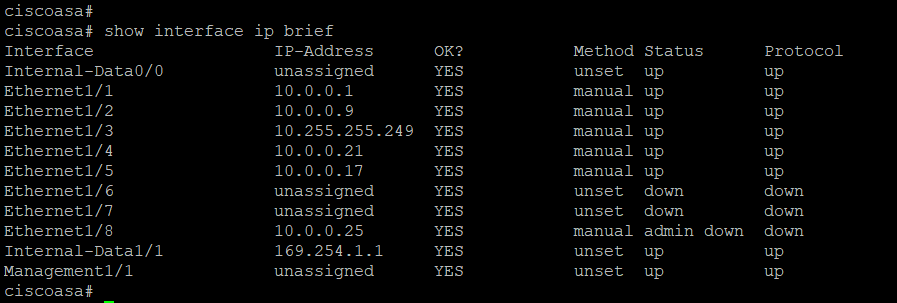 ciscoasa#
ciscoasa# show interface ip brief
Interface                  IP-Address      OK?           Method Status      Protocol
Internal-Data0/0           unassigned      YES           unset  up          up
Ethernet1/1                10.0.0.1        YES           manual up          up
Ethernet1/2                10.0.0.9        YES           manual up          up
Ethernet1/3                10.255.255.249  YES           manual up          up
Ethernet1/4                10.0.0.21       YES           manual up          up
Ethernet1/5                10.0.0.17       YES           manual up          up
Ethernet1/6                unassigned      YES           unset  down        down
Ethernet1/7                unassigned      YES           unset  down        down
Ethernet1/8                10.0.0.25       YES           manual admin down  down
Internal-Data1/1           169.254.1.1     YES           unset  up          up
Management1/1              unassigned      YES           unset  up          up
ciscoasa#